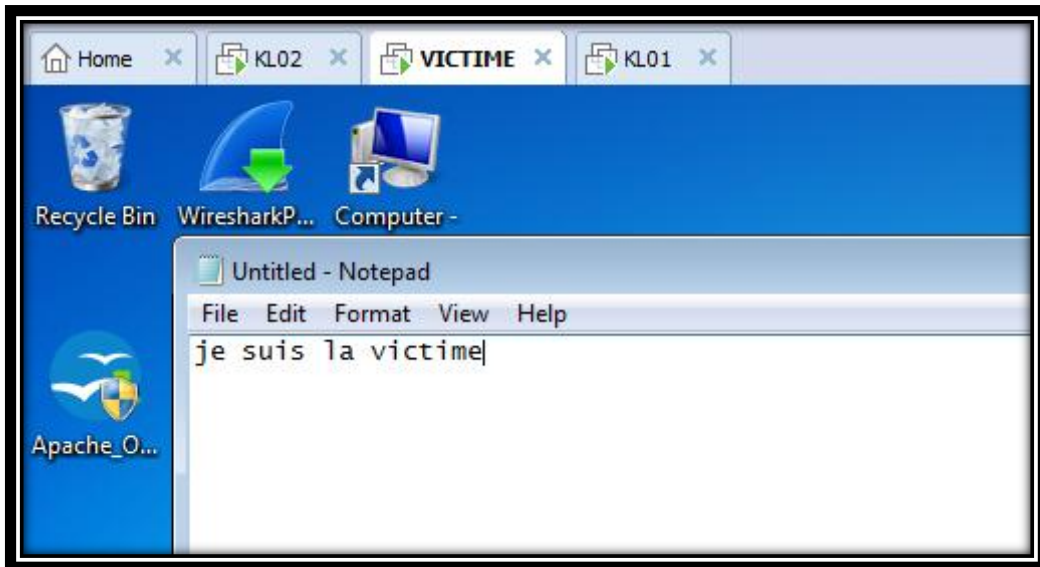 Home KL02 VICTIME KL01
Recycle Bin WiresharkP... Computer -
Untitled - Notepad
File Edit Format View Help
je suis la victime
Apache_O...